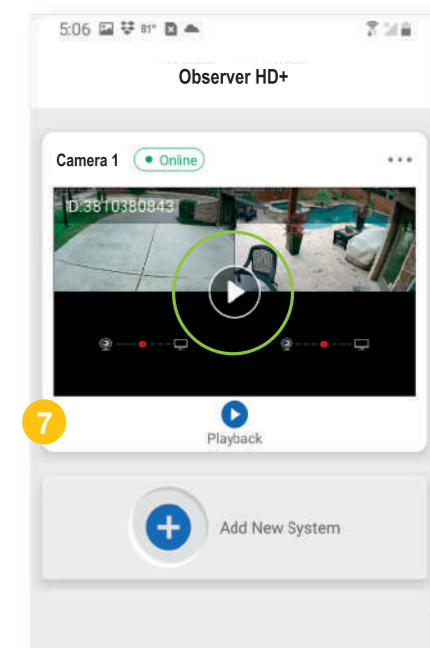 5:06 81°
Observer HD+
Camera 1 Online
D:3810380843
7
Playback
Add New System